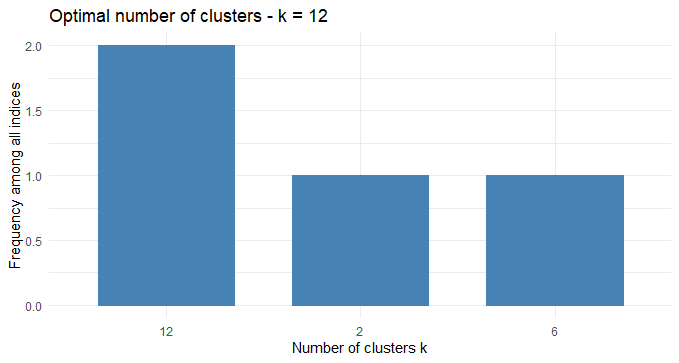 Optimal number of clusters - k = 12
Frequency among all indices
2.0
1.5
1.0
0.5
0.0
12 2 6
Number of clusters k